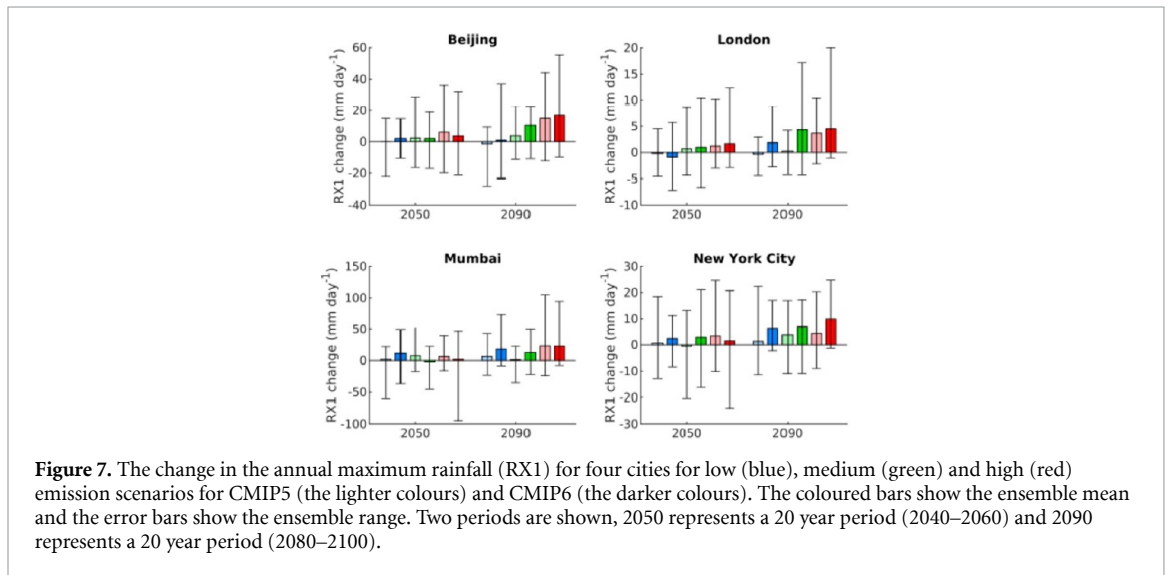 Beijing
RX1 change (mm day-1)
60
40
20
0
-20
-40
2050
2090
London
RX1 change (mm day-1)
20
15
10
5
0
-5
-10
2050
2090
Mumbai
RX1 change (mm day-1)
150
100
50
0
-50
-100
2050
2090
New York City
RX1 change (mm day-1)
30
20
10
0
-10
-20
-30
2050
2090
Figure 7. The change in the annual maximum rainfall (RX1) for four cities for low (blue), medium (green) and high (red)
emission scenarios for CMIP5 (the lighter colours) and CMIP6 (the darker colours). The coloured bars show the ensemble mean
and the error bars show the ensemble range. Two periods are shown, 2050 represents a 20 year period (2040–2060) and 2090
represents a 20 year period (2080–2100).